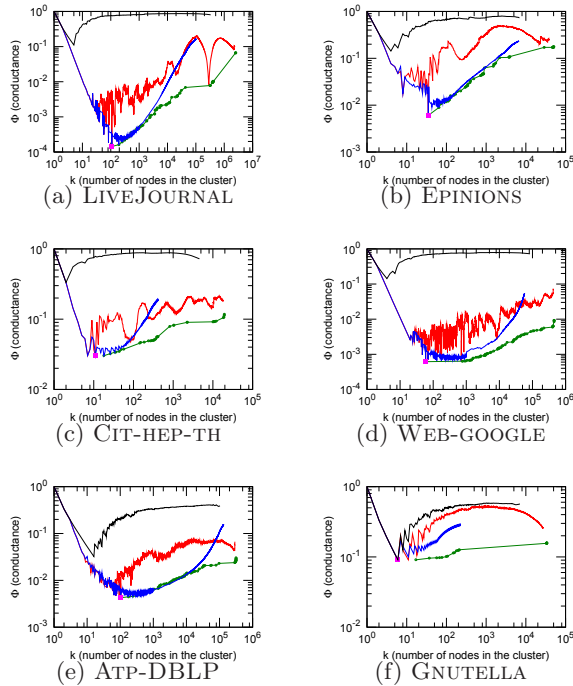 10^0
10^-1
10^-2
10^-3
10^-4
Φ (conductance)
10^0 10^1 10^2 10^3 10^4 10^5 10^6 10^7
k (number of nodes in the cluster)
(a) LIVEJOURNAL
10^0
10^-1
10^-2
10^-3
Φ (conductance)
10^0 10^1 10^2 10^3 10^4 10^5
k (number of nodes in the cluster)
(b) EPINIONS
10^0
10^-1
10^-2
Φ (conductance)
10^0 10^1 10^2 10^3 10^4 10^5
k (number of nodes in the cluster)
(c) CIT-HEP-TH
10^0
10^-1
10^-2
10^-3
10^-4
Φ (conductance)
10^0 10^1 10^2 10^3 10^4 10^5
k (number of nodes in the cluster)
(d) WEB-GOOGLE
10^0
10^-1
10^-2
10^-3
Φ (conductance)
10^0 10^1 10^2 10^3 10^4 10^5 10^6
k (number of nodes in the cluster)
(e) ATP-DBLP
10^0
10^-1
10^-2
Φ (conductance)
10^0 10^1 10^2 10^3 10^4 10^5
k (number of nodes in the cluster)
(f) GNUTELLA